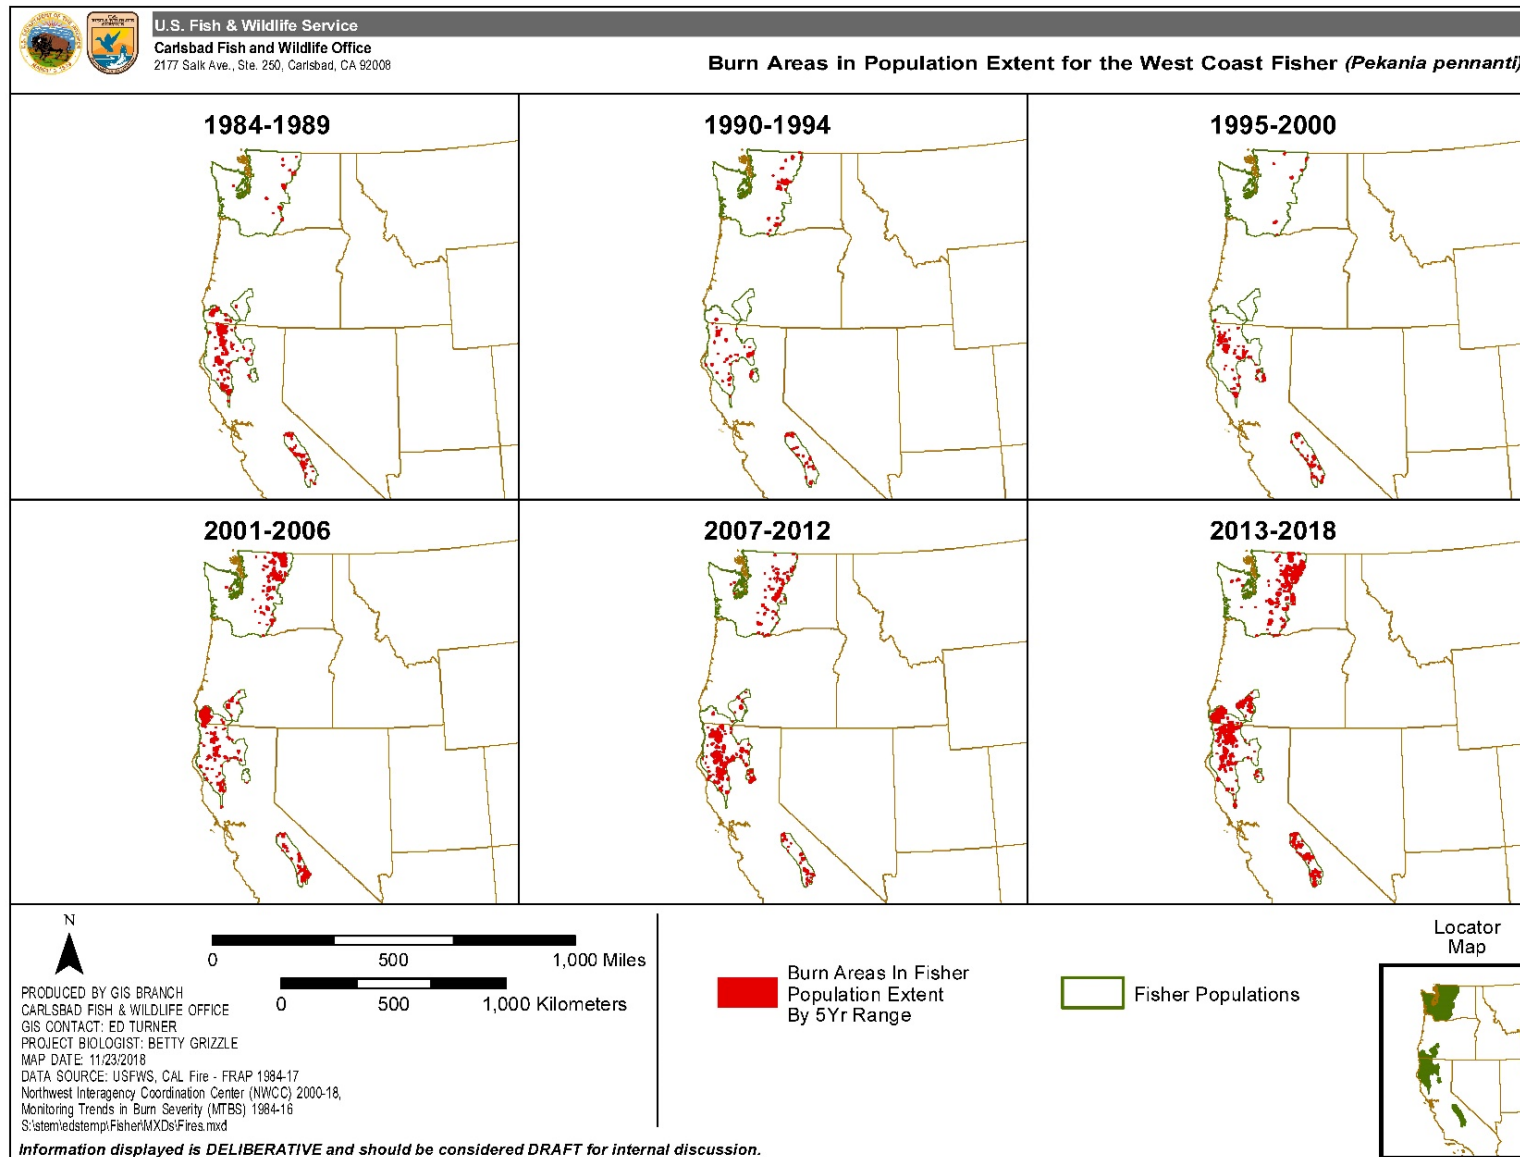 U.S. Fish & Wildlife Service
Carlsbad Fish and Wildlife Office
2177 Salk Ave., Ste. 250, Carlsbad, CA 92008
Burn Areas in Population Extent for the West Coast Fisher (Pekania pennanti)
1984-1989
1990-1994
1995-2000
2001-2006
2007-2012
2013-2018
N
0 500 1,000 Miles
0 500 1,000 Kilometers
PRODUCED BY GIS BRANCH
CARLSBAD FISH & WILDLIFE OFFICE
GIS CONTACT: ED TURNER
PROJECT BIOLOGIST: BETTY GRIZZLE
MAP DATE: 11/23/2018
DATA SOURCE: USFWS, CAL Fire - FRAP 1984-17
Northwest Interagency Coordination Center (NWCC) 2000-18,
Monitoring Trends in Burn Severity (MTBS) 1984-16
S:\stem\edstemp\Fisher\MXDs\Fires.mxd
Burn Areas In Fisher
Population Extent
By 5Yr Range
Fisher Populations
Locator
Map
Information displayed is DELIBERATIVE and should be considered DRAFT for internal discussion.